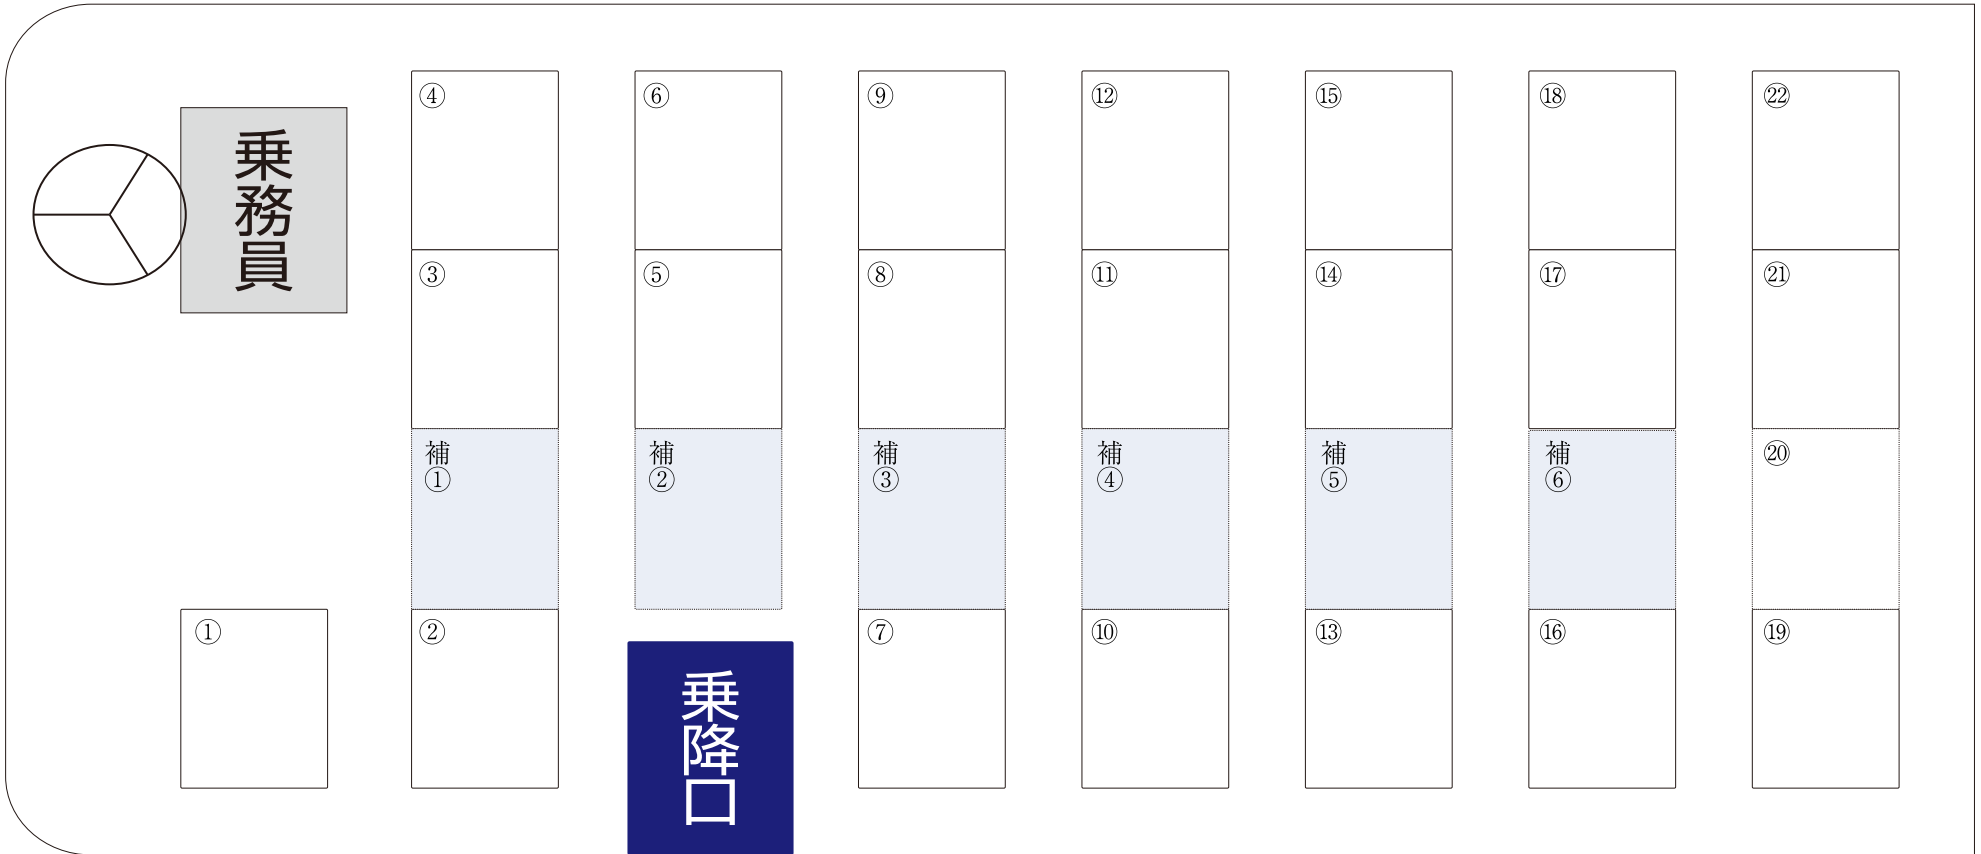 ④
⑥
⑨
⑫
⑮
⑱
㉒
乗務員
③
⑤
⑧
⑪
⑭
⑰
㉑
補①
補②
補③
補④
補⑤
補⑥
⑳
①
②
⑦
⑩
⑬
⑯
⑲
乗降口